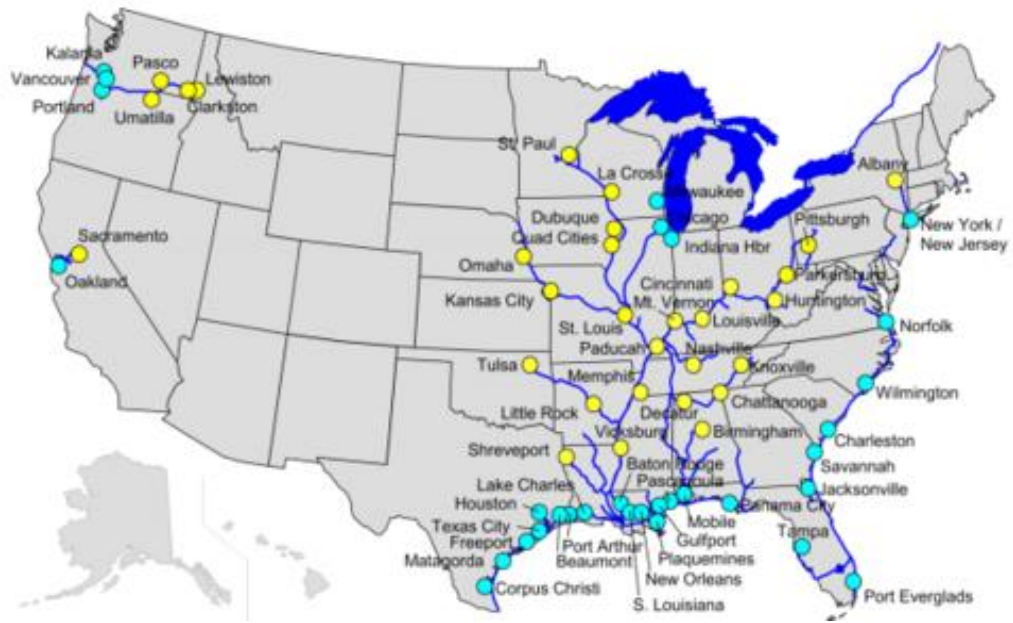 Kalama
Vancouver
Portland
Pasco
Umatilla
Lewiston
Clarkston
Sacramento
Oakland
St. Paul
La Crosse
Milwaukee
Chicago
Indiana Hbr
Dubuque
Quad Cities
Omaha
Kansas City
St. Louis
Albany
Pittsburgh
New York /
New Jersey
Parkersburg
Cincinnati
Mt. Vernon
Huntington
Louisville
Norfolk
Paducah
Nashville
Knoxville
Tulsa
Memphis
Wilmington
Little Rock
Decatur
Chattanooga
Vicksburg
Birmingham
Charleston
Shreveport
Baton Rouge
Savannah
Lake Charles
Pascagoula
Jacksonville
Houston
Panama City
Texas City
Mobile
Tampa
Freeport
Gulfport
Port Arthur
Plaquemines
Matagorda
Beaumont
New Orleans
Corpus Christi
S. Louisiana
Port Everglads